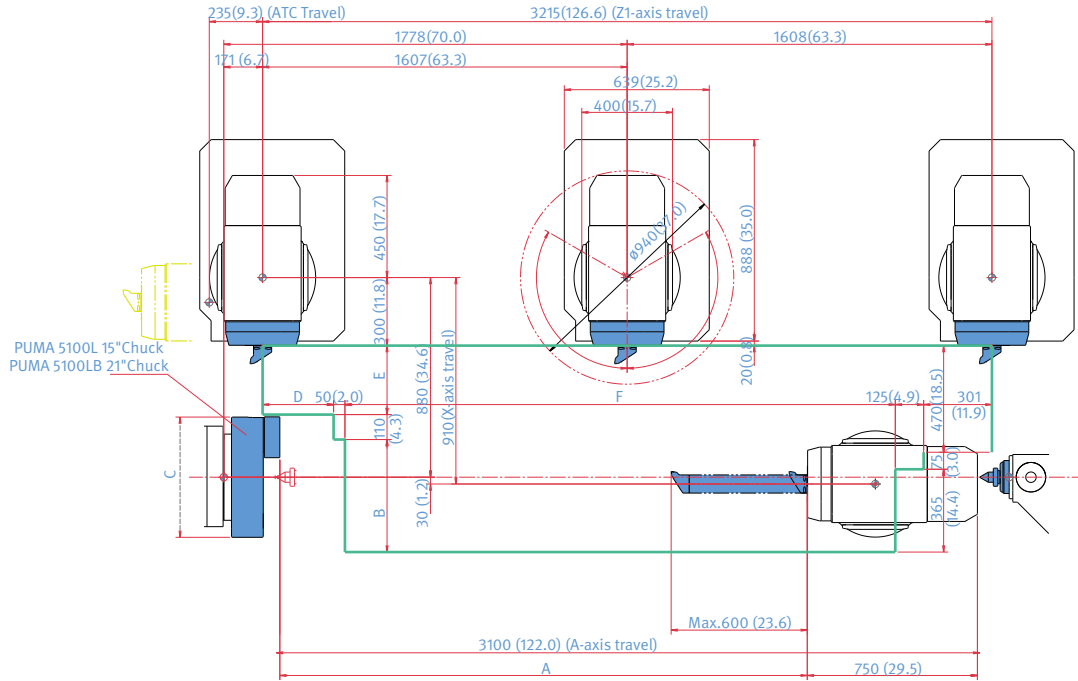 235(9.3) (ATC Travel)
3215(126.6) (Z1-axis travel)
1778(70.0)
1608(63.3)
171 (6.7)
1607(63.3)
639(25.2)
400(15.7)
450 (17.7)
ø940(37.0)
888 (35.0)
300 (11.8)
PUMA 5100L 15"Chuck
PUMA 5100LB 21"Chuck
E
880 (34.6)
910(X-axis travel)
20(0.8)
D
50(2.0)
F
125(4.9)
301
(11.9)
470(18.5)
110
(4.3)
C
75
(3.0)
B
30 (1.2)
365
(14.4)
Max.600 (23.6)
3100 (122.0) (A-axis travel)
A
750 (29.5)